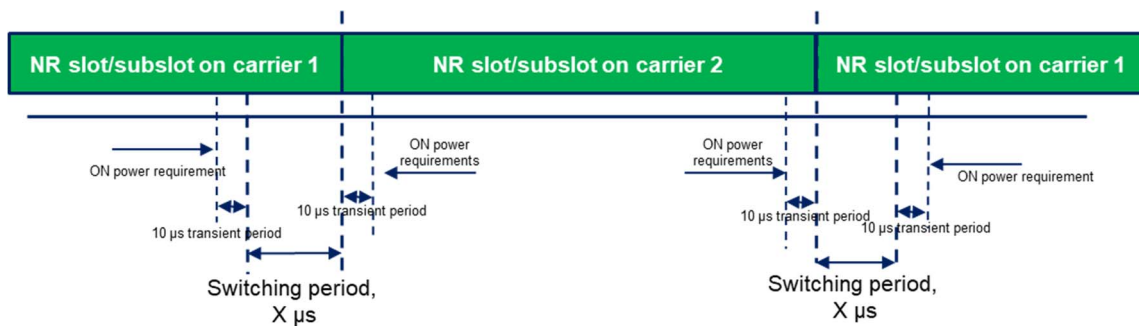 NR slot/subslot on carrier 1
NR slot/subslot on carrier 2
NR slot/subslot on carrier 1
ON power requirement
ON power
requirements
ON power
requirements
ON power requirement
10 µs transient period
10 µs transient period
10 µs transient period
10 µs transient period
Switching period,
X µs
Switching period,
X µs